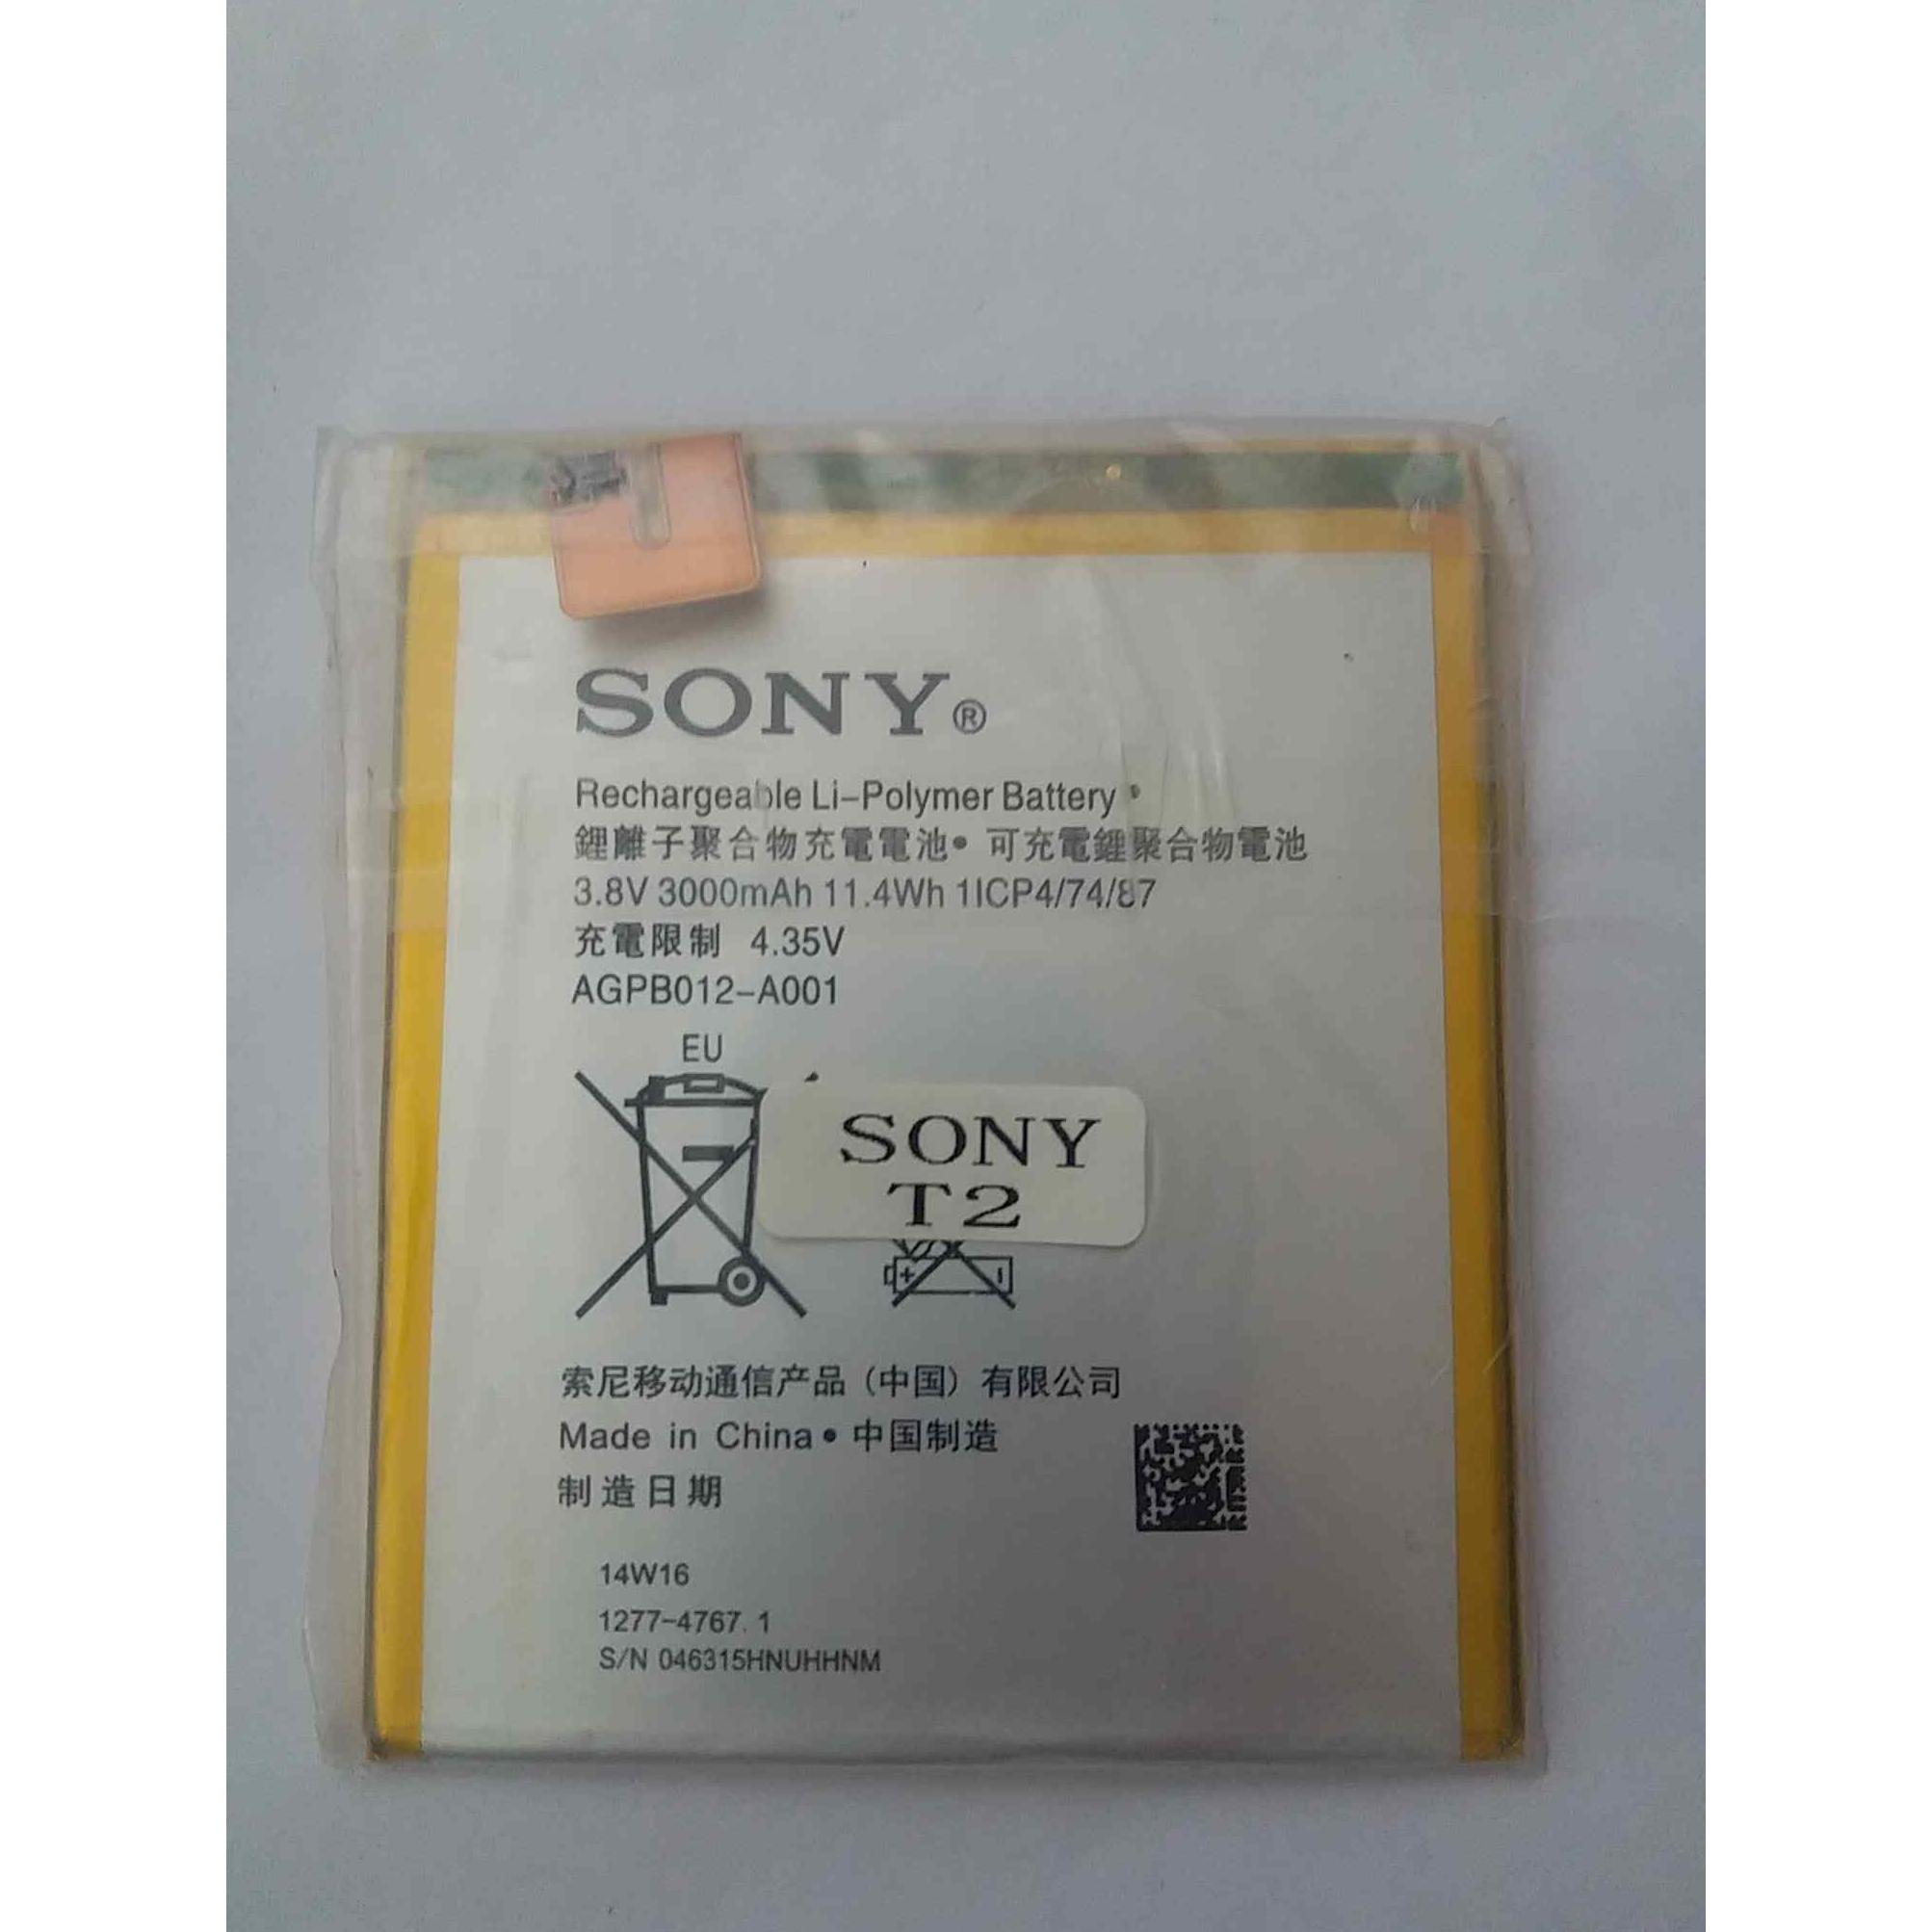 SONY®
Rechargeable Li-Polymer Battery •
鋰離子聚合物充電電池• 可充電鋰聚合物電池
3.8V 3000mAh 11.4Wh 1ICP4/74/87
充電限制 4.35V
AGPB012-A001
EU
SONY
T2
索尼移动通信产品 (中国) 有限公司
Made in China • 中国制造
制造日期
14W16
1277-4767.1
S/N 046315HNUHHNM